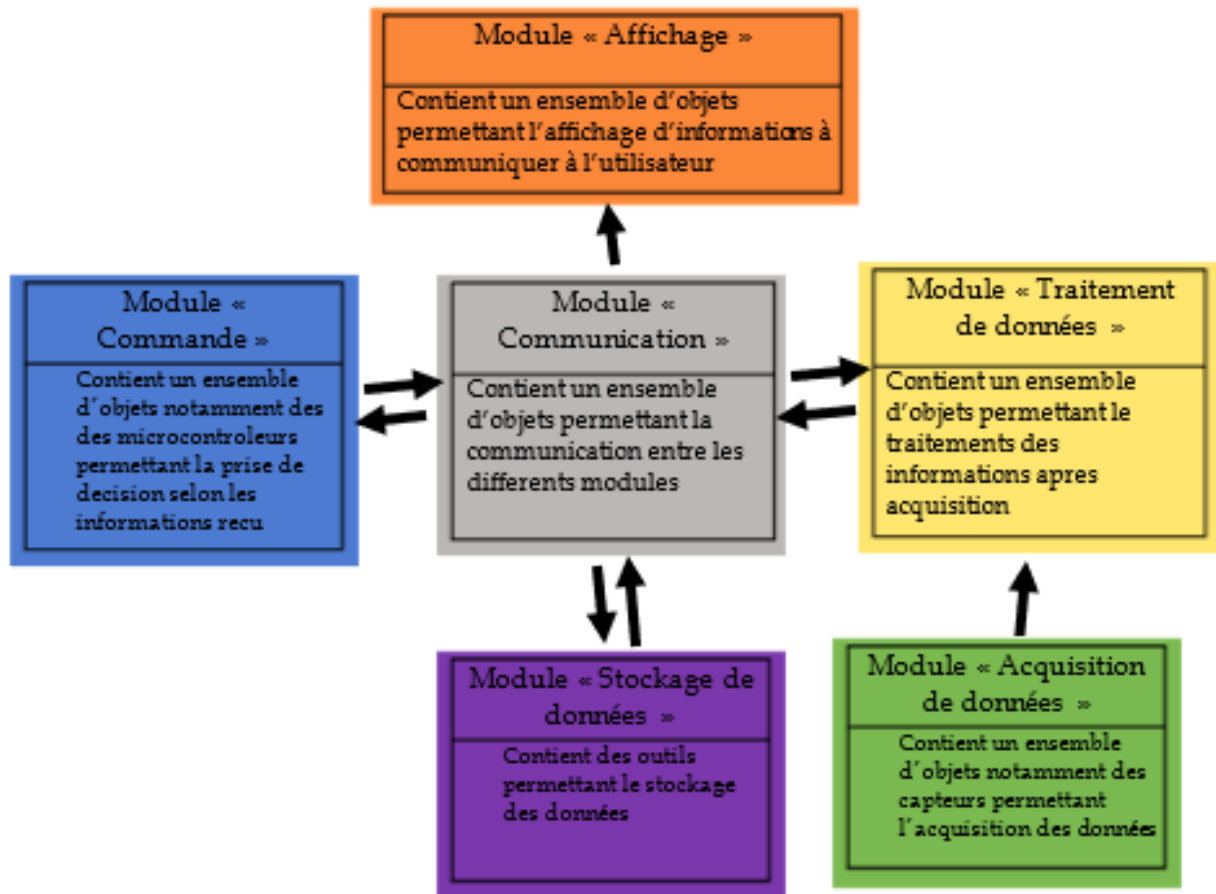 Module « Affichage »
Contient un ensemble d'objets
permettant l'affichage d'informations à
communiquer à l'utilisateur
Module «
Commande »
Contient un ensemble
d'objets notamment des
des microcontroleurs
permettant la prise de
decision selon les
informations recu
Module «
Communication »
Contient un ensemble
d'objets permettant la
communication entre les
differents modules
Module « Traitement
de données »
Contient un ensemble
d'objets permettant le
traitements des
informations apres
acquisition
Module « Stockage de
données »
Contient des outils
permettant le stockage
des données
Module « Acquisition
de données »
Contient un ensemble
d'objets notamment des
capteurs permettant
l'acquisition des données